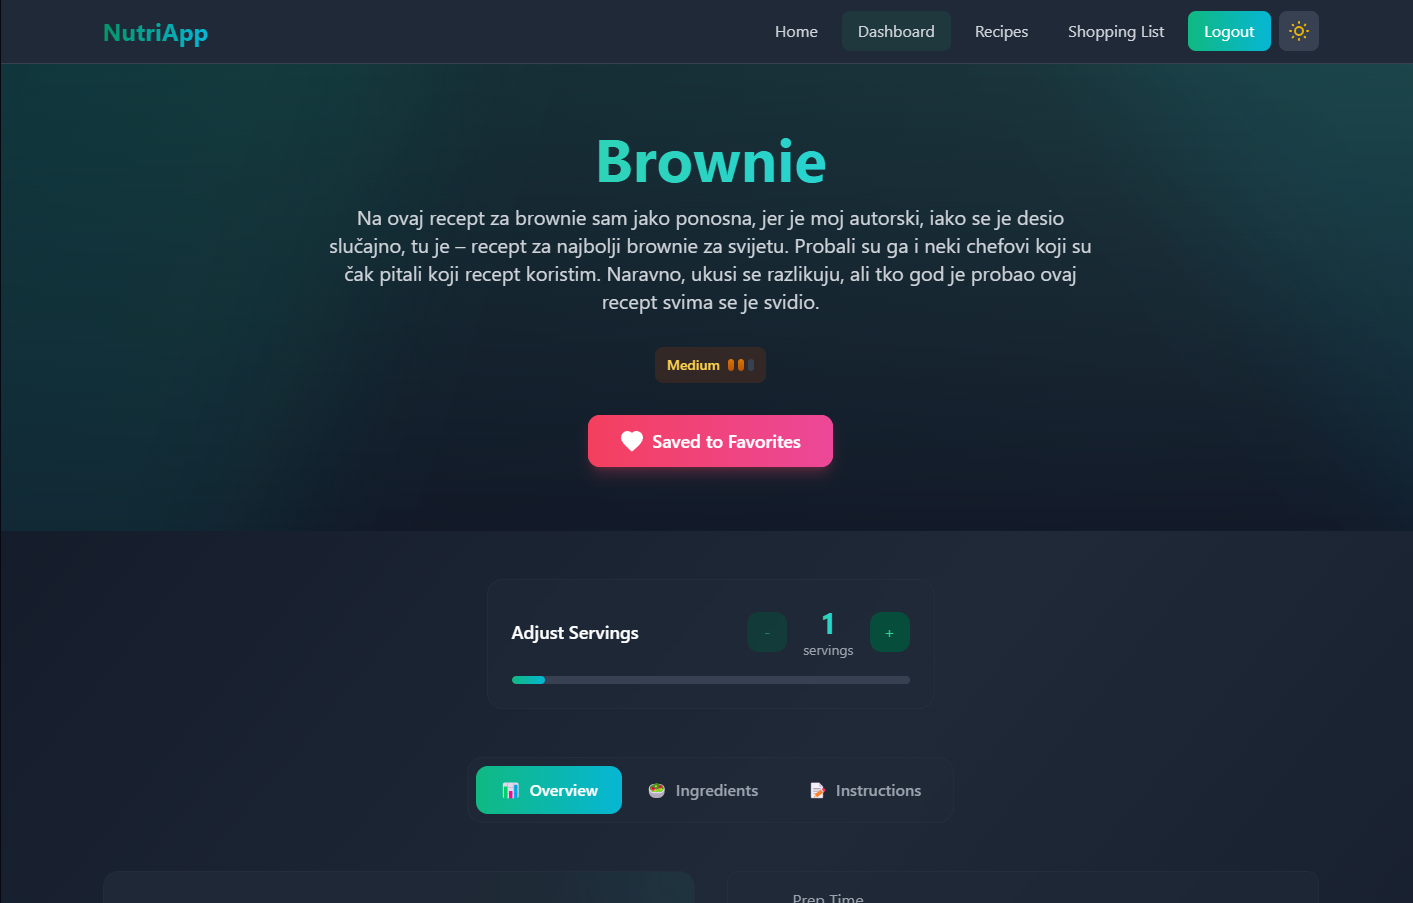 NutriApp
Home
Dashboard
Recipes
Shopping List
Logout
Brownie
Na ovaj recept za brownie sam jako ponosna, jer je moj autorski, iako se je desio
slučajno, tu je – recept za najbolji brownie za svijetu. Probali su ga i neki chefovi koji su
čak pitali koji recept koristim. Naravno, ukusi se razlikuju, ali tko god je probao ovaj
recept svima se je svidio.
Medium
Saved to Favorites
Adjust Servings
-
1
servings
+
Overview
Ingredients
Instructions
Prep Time